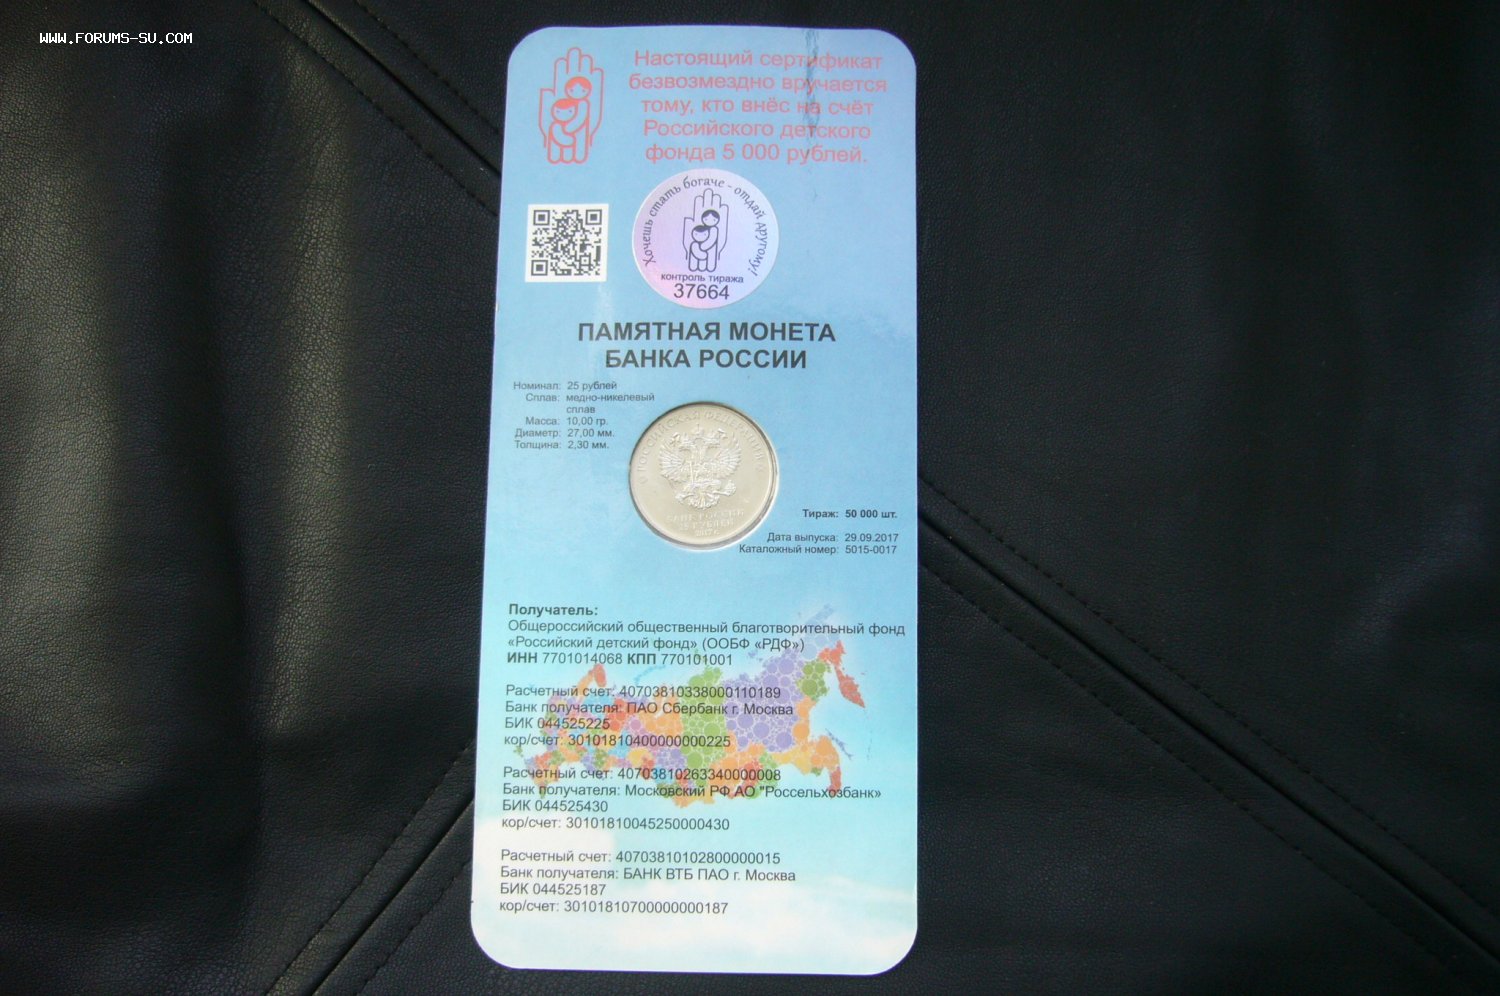 WWW.FORUMS-SU.COM
Настоящий сертификат
безвозмездно вручается
тому, кто внёс на счёт
Российского детского
фонда 5 000 рублей.
Хочешь стать богаче - отдай другому!
контроль тиража
37664
ПАМЯТНАЯ МОНЕТА
БАНКА РОССИИ
Номинал: 25 рублей
Сплав: медно-никелевый
сплав
Масса: 10,00 гр.
Диаметр: 27,00 мм.
Толщина: 2,30 мм.
РОССИЙСКАЯ ФЕДЕРАЦИЯ
БАНК РОССИИ
25 РУБЛЕЙ
Тираж: 50 000 шт.
Дата выпуска: 29.09.2017
Каталожный номер: 5015-0017
Получатель:
Общероссийский общественный благотворительный фонд
«Российский детский фонд» (ООБФ «РДФ»)
ИНН 7701014068 КПП 770101001
Расчетный счет: 40703810338000110189
Банк получателя: ПАО Сбербанк г. Москва
БИК 044525225
кор/счет: 30101810400000000225
Расчетный счет: 40703810263340000008
Банк получателя: Московский РФ АО "Россельхозбанк»
БИК 044525430
кор/счет: 30101810045250000430
Расчетный счет: 40703810102800000015
Банк получателя: БАНК ВТБ ПАО г. Москва
БИК 044525187
кор/счет: 30101810700000000187